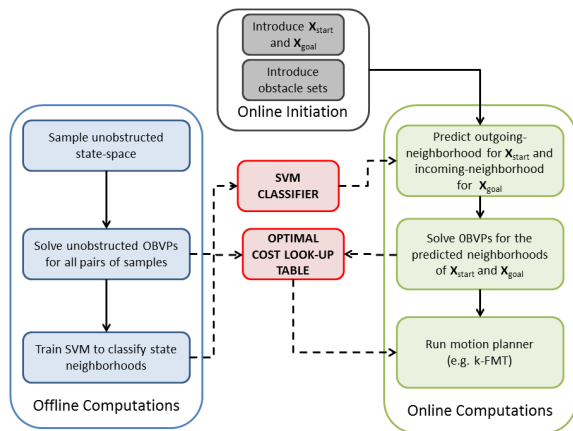 Introduce Xstart
and Xgoal
Introduce
obstacle sets
Online Initiation
Sample unobstructed
state-space
Solve unobstructed OBVPs
for all pairs of samples
Train SVM to classify state
neighborhoods
Offline Computations
SVM
CLASSIFIER
OPTIMAL
COST LOOK-UP
TABLE
Predict outgoing-
neighborhood for Xstart and
incoming-neighborhood
for Xgoal
Solve 0BVPs for the
predicted neighborhoods
of Xstart and Xgoal
Run motion planner
(e.g. k-FMT)
Online Computations